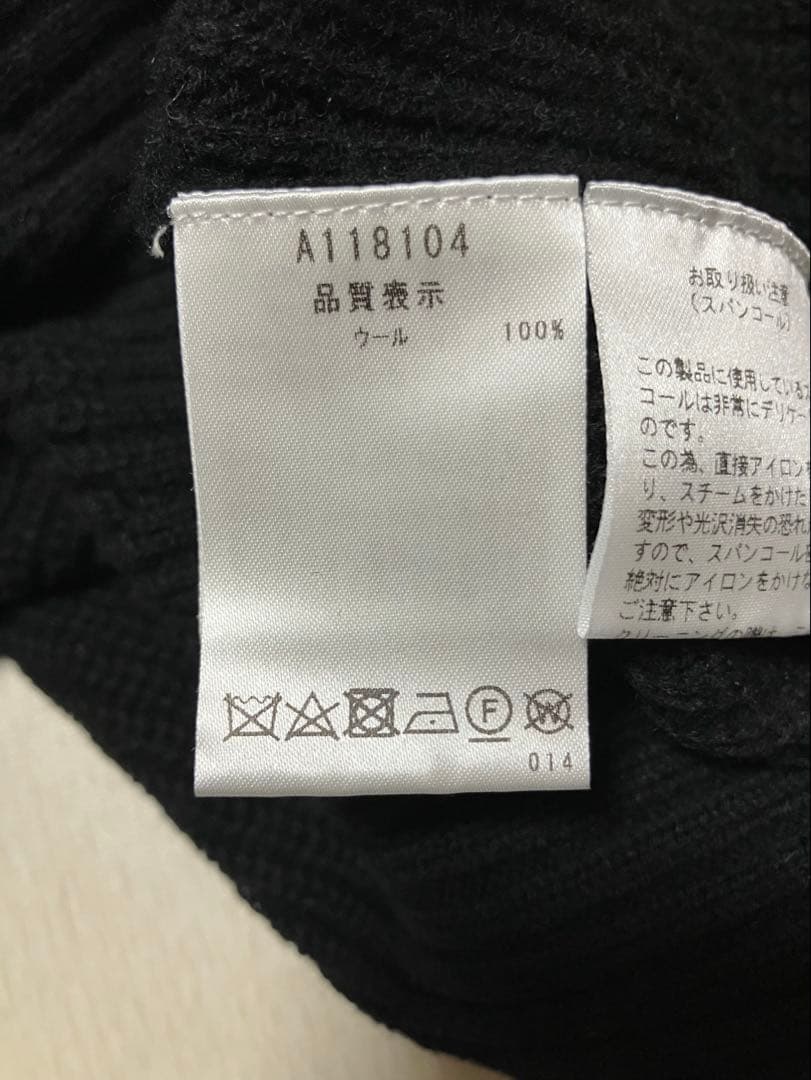 A118104
品質表示
ウール 100%
F
W
014
お取り扱い注意
(スパンコール)
この製品に使用している
コールは非常にデリケー
のです。
この為、直接アイロン
り、スチームをかけた
変形や光沢消失の恐れ
すので、スパンコール
絶対にアイロンをかけな
ご注意下さい。